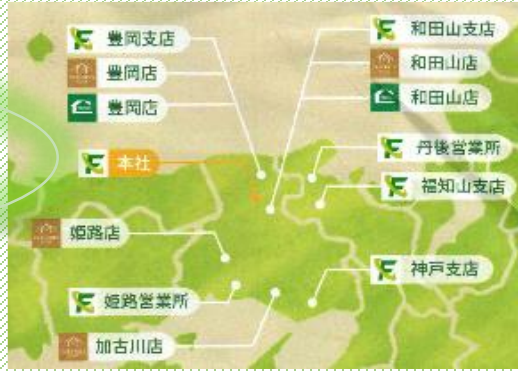 豊岡支店
豊岡店
豊岡店
本社
姫路店
姫路営業所
加古川店
和田山支店
和田山店
和田山店
丹後営業所
福知山支店
神戸支店